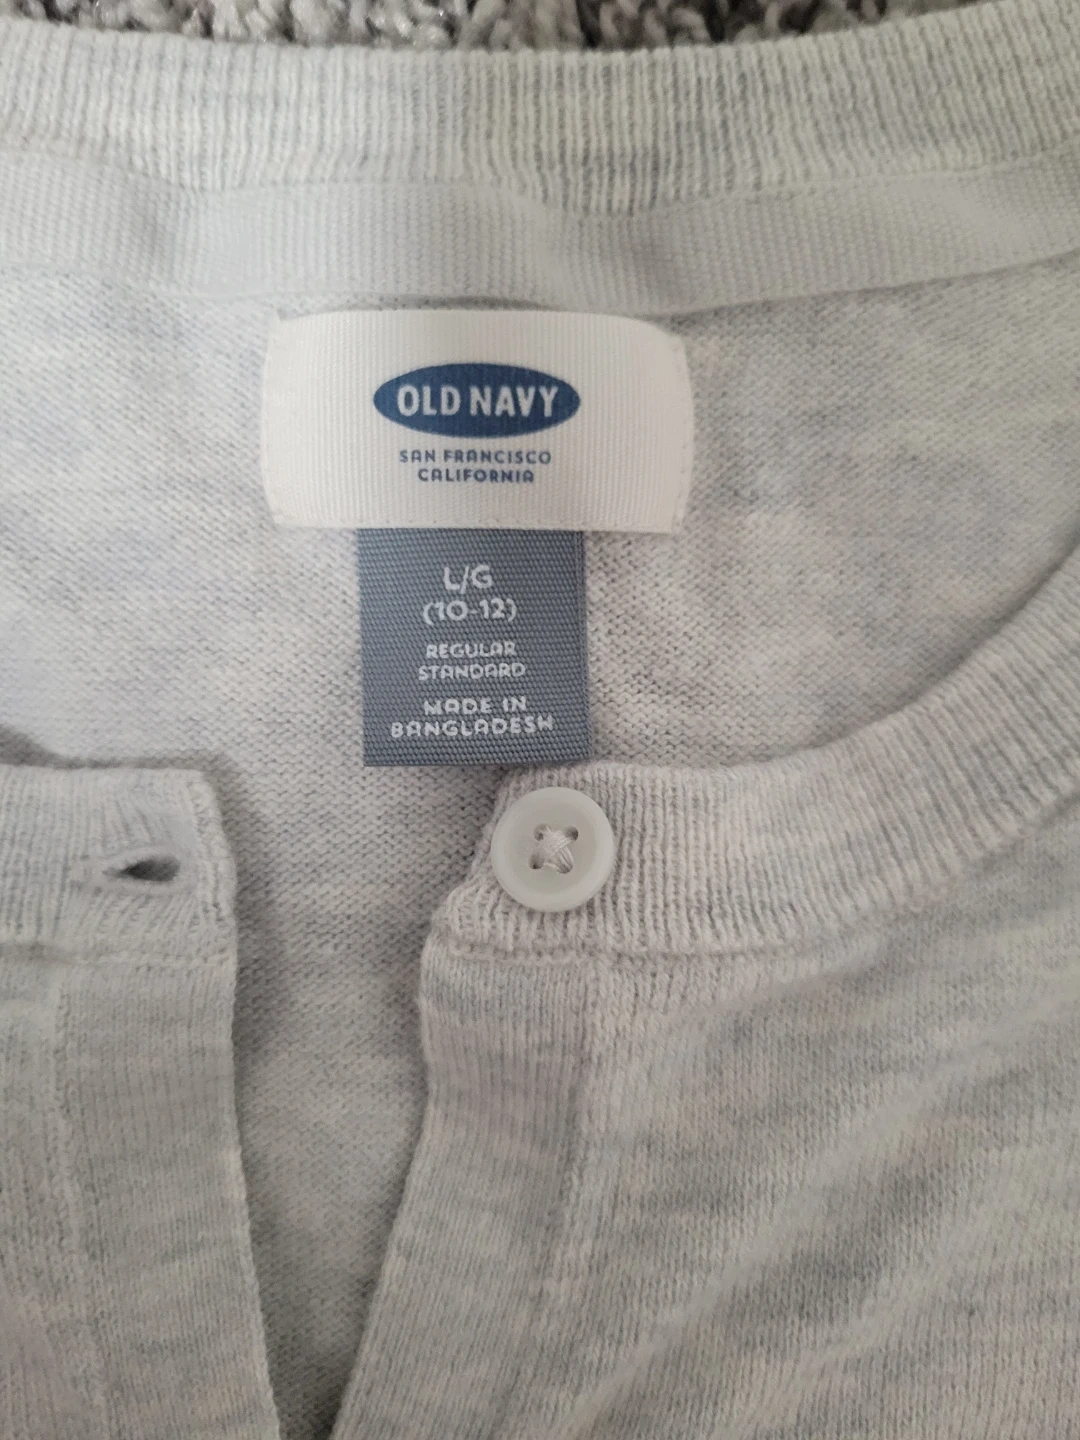 OLD NAVY
SAN FRANCISCO
CALIFORNIA
L/G
(10-12)
REGULAR
STANDARD
MADE IN
BANGLADESH